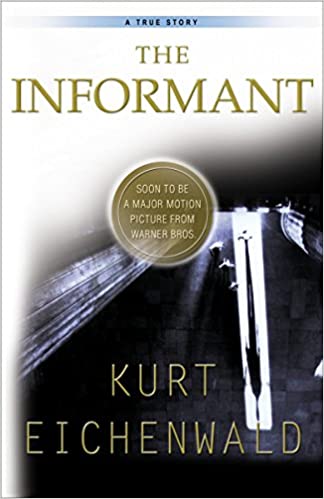 A TRUE STORY
THE
INFORMANT
SOON TO BE
A MAJOR MOTION
PICTURE FROM
WARNER BROS.
KURT
EICHENWALD